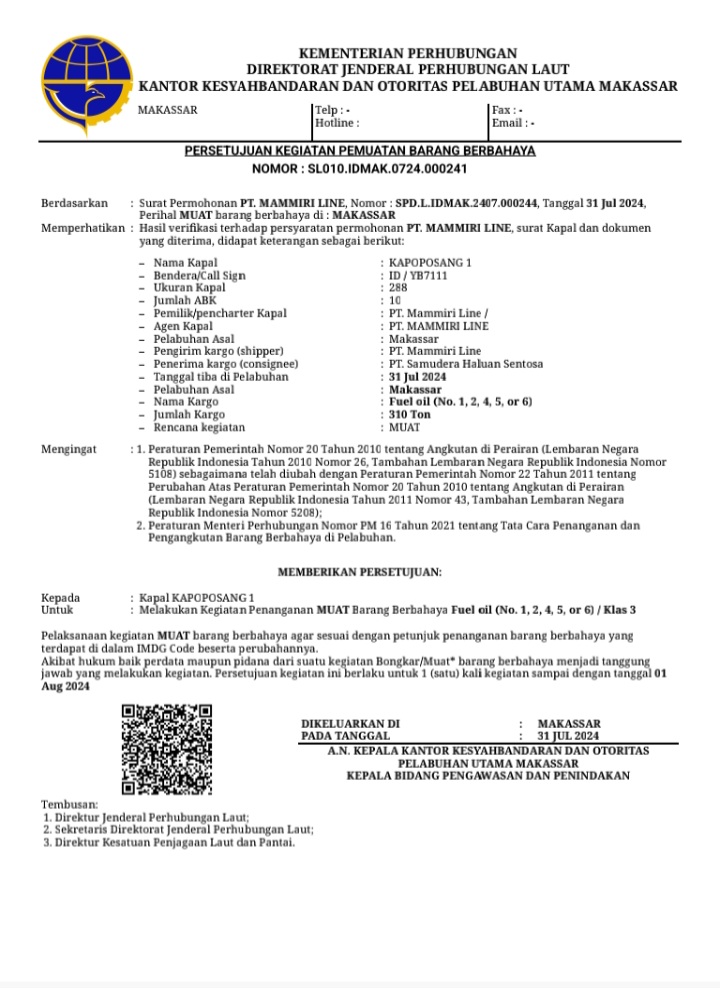 KEMENTERIAN PERHUBUNGAN
DIREKTORAT JENDERAL PERHUBUNGAN LAUT
KANTOR KESYAHBANDARAN DAN OTORITAS PELABUHAN UTAMA MAKASSAR
MAKASSAR Telp : - Fax : -
Hotline : Email : -
PERSETUJUAN KEGIATAN PEMUATAN BARANG BERBAHAYA
NOMOR : SL010.IDMAK.0724.000241
Berdasarkan : Surat Permohonan PT. MAMMIRI LINE, Nomor : SPD.L.IDMAK.2407.000244, Tanggal 31 Jul 2024,
Perihal MUAT barang berbahaya di : MAKASSAR
Memperhatikan : Hasil verifikasi terhadap persyaratan permohonan PT. MAMMIRI LINE, surat Kapal dan dokumen
yang diterima, didapat keterangan sebagai berikut:
– Nama Kapal : KAPOPOSANG 1
– Bendera/Call Sign : ID / YB7111
– Ukuran Kapal : 288
– Jumlah ABK : 10
– Pemilik/pencharter Kapal : PT. Mammiri Line /
– Agen Kapal : PT. MAMMIRI LINE
– Pelabuhan Asal : Makassar
– Pengirim kargo (shipper) : PT. Mammiri Line
– Penerima kargo (consignee) : PT. Samudera Haluan Sentosa
– Tanggal tiba di Pelabuhan : 31 Jul 2024
– Pelabuhan Asal : Makassar
– Nama Kargo : Fuel oil (No. 1, 2, 4, 5, or 6)
– Jumlah Kargo : 310 Ton
– Rencana kegiatan : MUAT
Mengingat : 1. Peraturan Pemerintah Nomor 20 Tahun 2010 tentang Angkutan di Perairan (Lembaran Negara
Republik Indonesia Tahun 2010 Nomor 26, Tambahan Lembaran Negara Republik Indonesia Nomor
5108) sebagaimana telah diubah dengan Peraturan Pemerintah Nomor 22 Tahun 2011 tentang
Perubahan Atas Peraturan Pemerintah Nomor 20 Tahun 2010 tentang Angkutan di Perairan
(Lembaran Negara Republik Indonesia Tahun 2011 Nomor 43, Tambahan Lembaran Negara
Republik Indonesia Nomor 5208);
2. Peraturan Menteri Perhubungan Nomor PM 16 Tahun 2021 tentang Tata Cara Penanganan dan
Pengangkutan Barang Berbahaya di Pelabuhan.
MEMBERIKAN PERSETUJUAN:
Kepada : Kapal KAPOPOSANG 1
Untuk : Melakukan Kegiatan Penanganan MUAT Barang Berbahaya Fuel oil (No. 1, 2, 4, 5, or 6) / Klas 3
Pelaksanaan kegiatan MUAT barang berbahaya agar sesuai dengan petunjuk penanganan barang berbahaya yang
terdapat di dalam IMDG Code beserta perubahannya.
Akibat hukum baik perdata maupun pidana dari suatu kegiatan Bongkar/Muat* barang berbahaya menjadi tanggung
jawab yang melakukan kegiatan. Persetujuan kegiatan ini berlaku untuk 1 (satu) kali kegiatan sampai dengan tanggal 01
Aug 2024
DIKELUARKAN DI : MAKASSAR
PADA TANGGAL : 31 JUL 2024
A.N. KEPALA KANTOR KESYAHBANDARAN DAN OTORITAS
PELABUHAN UTAMA MAKASSAR
KEPALA BIDANG PENGAWASAN DAN PENINDAKAN
Tembusan:
1. Direktur Jenderal Perhubungan Laut;
2. Sekretaris Direktorat Jenderal Perhubungan Laut;
3. Direktur Kesatuan Penjagaan Laut dan Pantai.